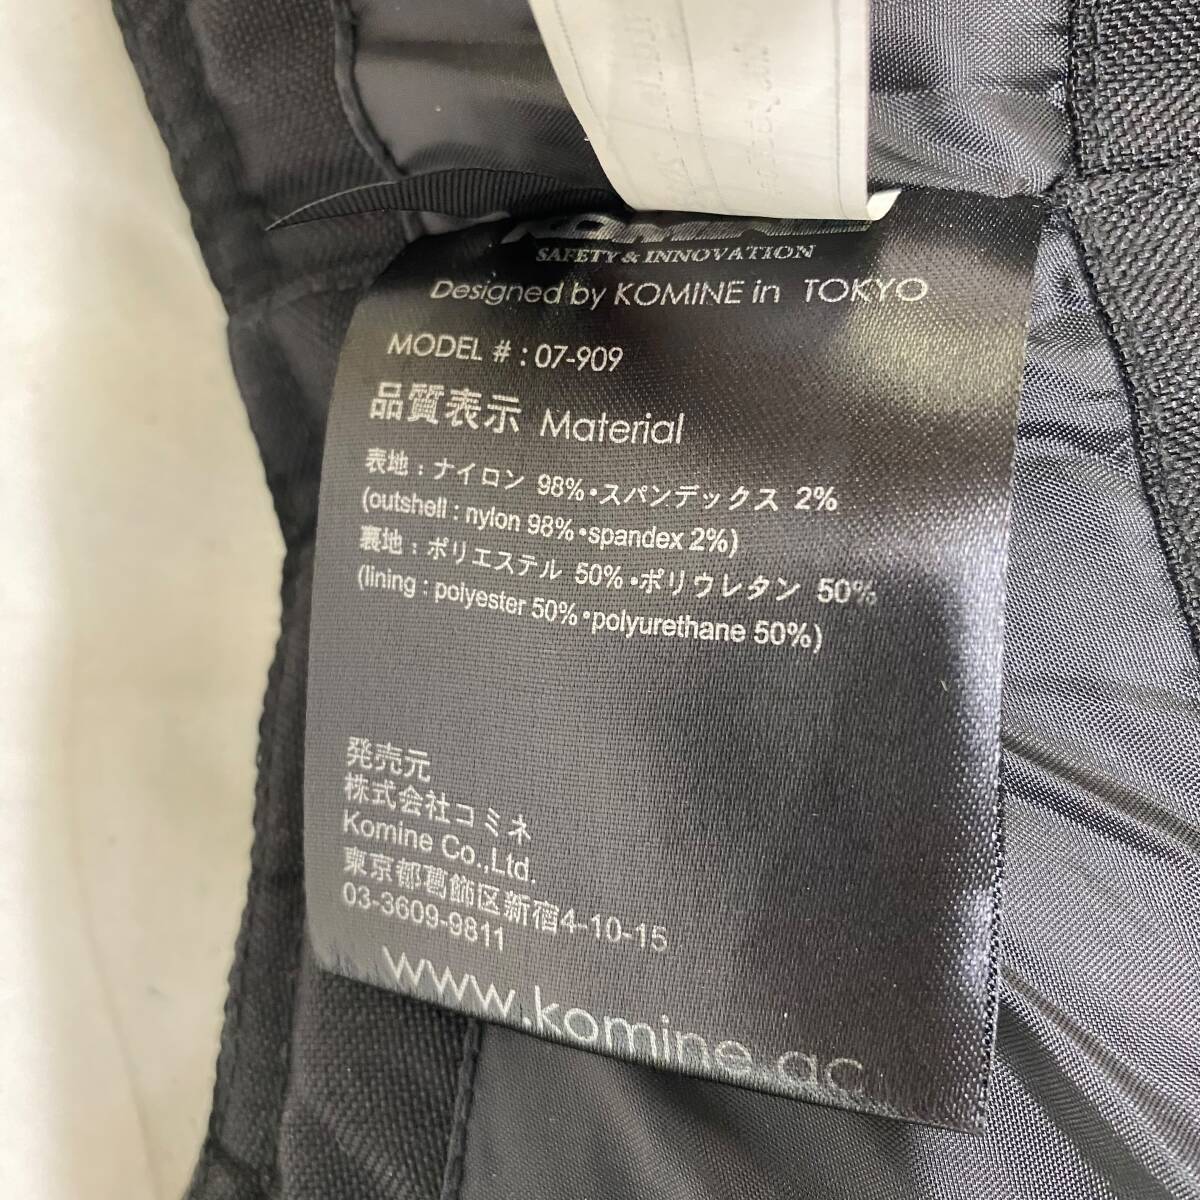 SAFETY & INNOVATION
Designed by KOMINE in TOKYO
MODEL # : 07-909
品質表示 Material
表地 : ナイロン 98%・スパンデックス 2%
(outshell : nylon 98%・spandex 2%)
裏地 : ポリエステル 50%・ポリウレタン 50%
(lining : polyester 50%・polyurethane 50%)
発売元
株式会社コミネ
Komine Co.,Ltd.
東京都葛飾区新宿4-10-15
03-3609-9811
www.komine.ac